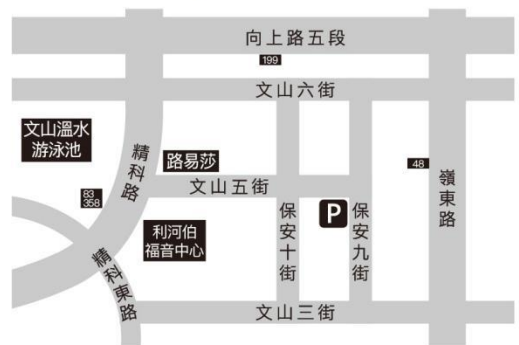 向上路五段
199
文山六街
文山溫水
游泳池
精科路
路易莎
48
嶺東路
83
358
文山五街
P
利河伯
福音中心
保安十街
保安九街
精科東路
文山三街